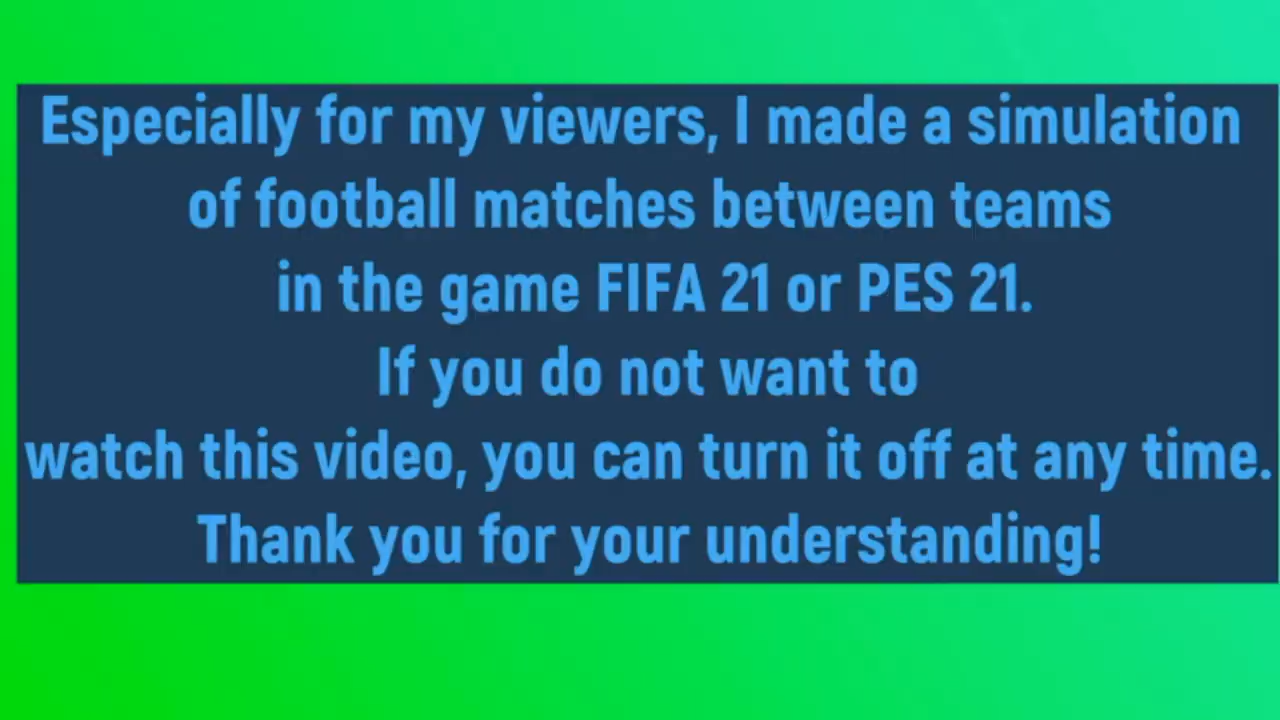 Especially for my viewers, I made a simulation
of football matches between teams
in the game FIFA 21 or PES 21.
If you do not want to
watch this video, you can turn it off at any time.
Thank you for your understanding!